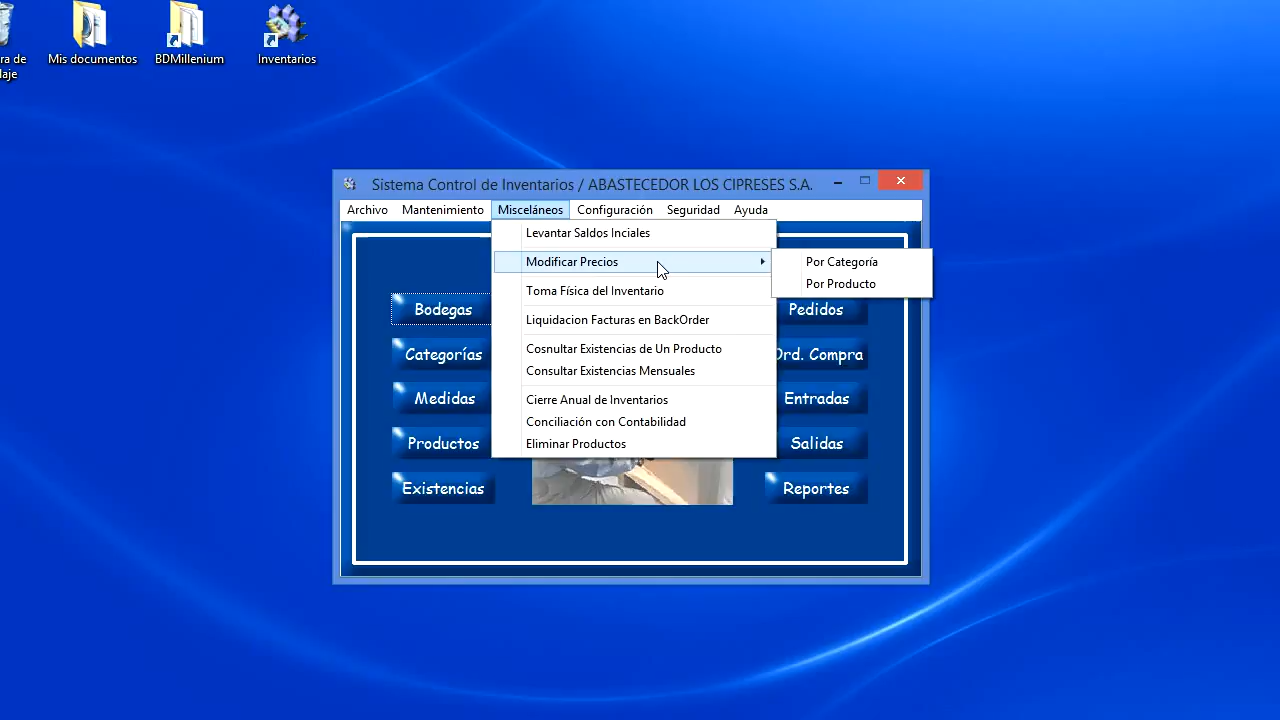 ra de
laje
Mis documentos
BDMillenium
Inventarios
Sistema Control de Inventarios / ABASTECEDOR LOS CIPRESES S.A.
Archivo Mantenimiento Misceláneos Configuración Seguridad Ayuda
Levantar Saldos Inciales
Modificar Precios
Toma Física del Inventario
Liquidacion Facturas en BackOrder
Cosnultar Existencias de Un Producto
Consultar Existencias Mensuales
Cierre Anual de Inventarios
Conciliación con Contabilidad
Eliminar Productos
Por Categoría
Por Producto
Bodegas
Categorías
Medidas
Productos
Existencias
Pedidos
Ord. Compra
Entradas
Salidas
Reportes